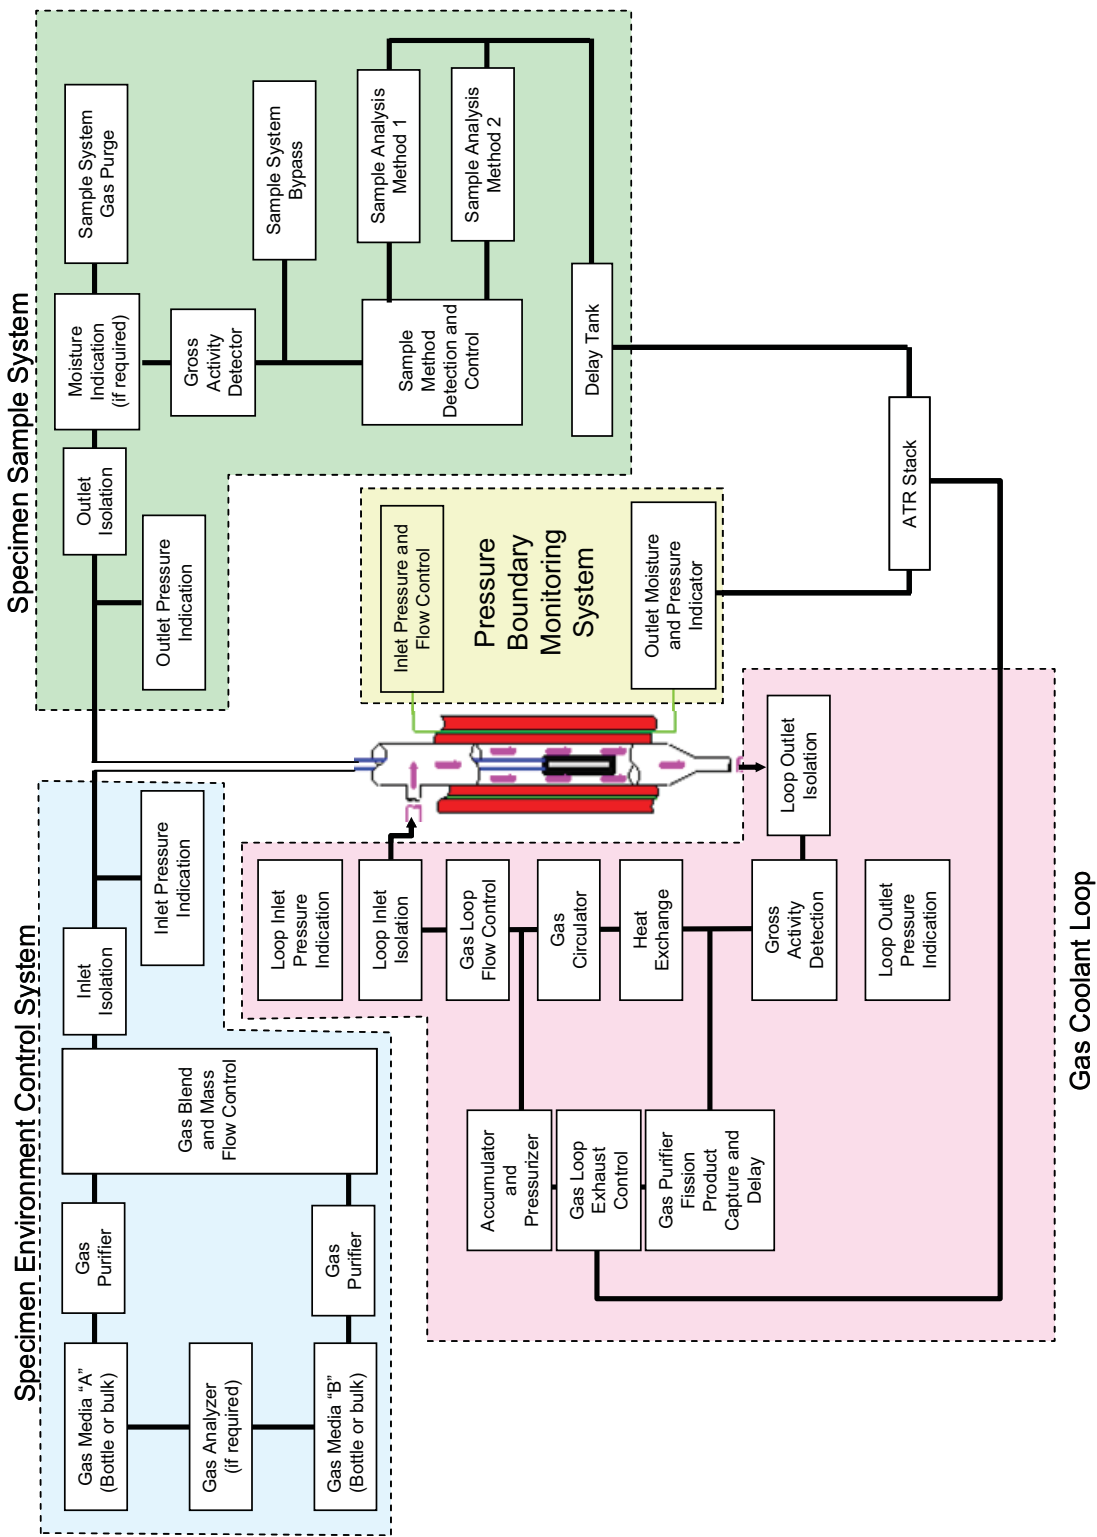 Specimen Environment Control System
Gas Media “A”
(Bottle or bulk)
Gas Analyzer
(if required)
Gas Media “B”
(Bottle or bulk)
Gas
Purifier
Gas
Purifier
Gas Blend
and Mass
Flow Control
Inlet
Isolation
Inlet Pressure
Indication
Specimen Sample System
Outlet
Isolation
Outlet Pressure
Indication
Moisture
Indication
(if required)
Sample System
Gas Purge
Gross
Activity
Detector
Sample System
Bypass
Sample
Method
Detection and
Control
Sample Analysis
Method 1
Sample Analysis
Method 2
Delay Tank
Inlet Pressure and
Flow Control
Pressure
Boundary
Monitoring
System
Outlet Moisture
and Pressure
Indicator
ATR Stack
Loop Inlet
Pressure
Indication
Loop Inlet
Isolation
Gas Loop
Flow Control
Gas
Circulator
Heat
Exchange
Gross
Activity
Detection
Loop Outlet
Isolation
Loop Outlet
Pressure
Indication
Accumulator
and
Pressurizer
Gas Loop
Exhaust
Control
Gas Purifier
Fission
Product
Capture and
Delay
Gas Coolant Loop